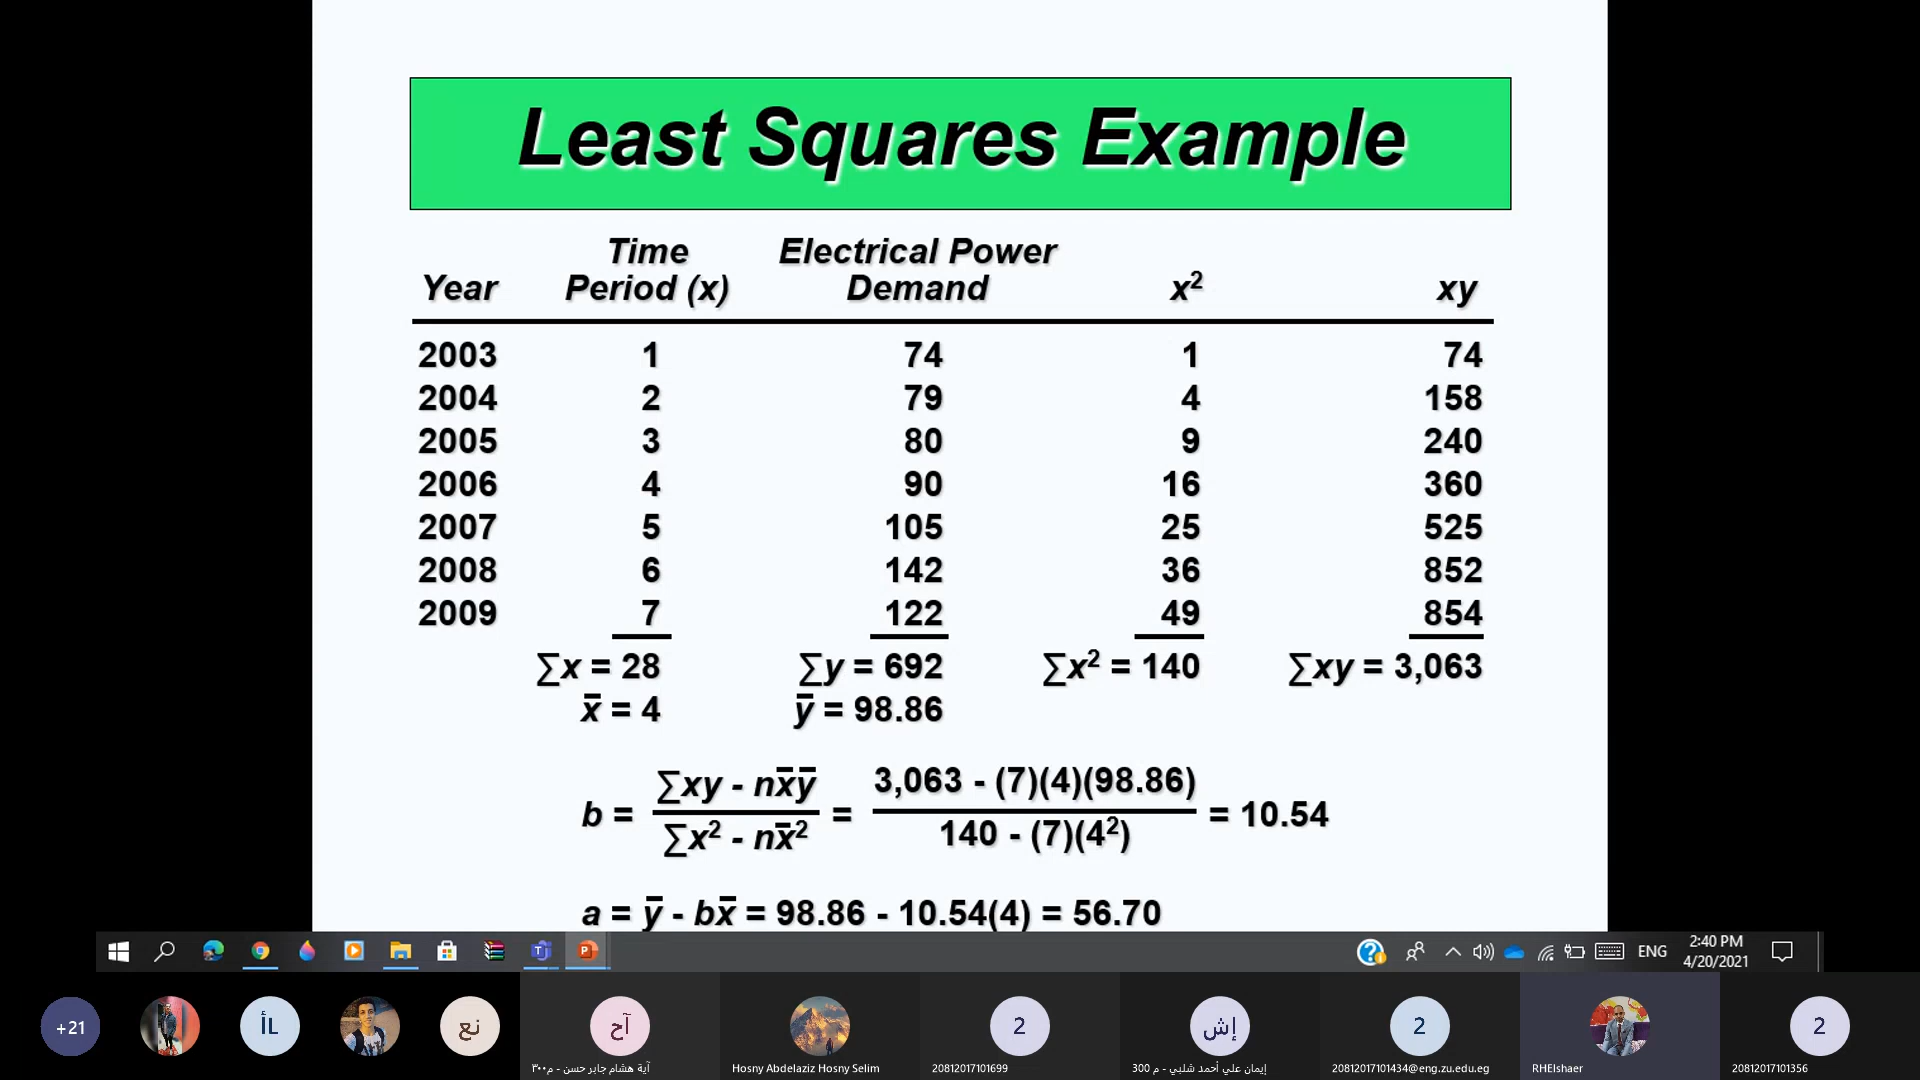 Least Squares Example
Year Time Period (x) Electrical Power Demand x² xy
2003 1 74 1 74
2004 2 79 4 158
2005 3 80 9 240
2006 4 90 16 360
2007 5 105 25 525
2008 6 142 36 852
2009 7 122 49 854
∑x = 28 ∑y = 692 ∑x² = 140 ∑xy = 3,063
x̄ = 4 ȳ = 98.86
b = (∑xy - nx̄ȳ) / (∑x² - nx̄²) = (3,063 - (7)(4)(98.86)) / (140 - (7)(4²)) = 10.54
a = ȳ - bx̄ = 98.86 - 10.54(4) = 56.70
ENG
2:40 PM
4/20/2021
+21
أا
نع
آح
2
إش
2
2
آية هشام جابر حسن - م٣٠٠
Hosny Abdelaziz Hosny Selim
20812017101699
إيمان علي أحمد شلبي - م 300
20812017101434@eng.zu.edu.eg
RHElshaer
20812017101356